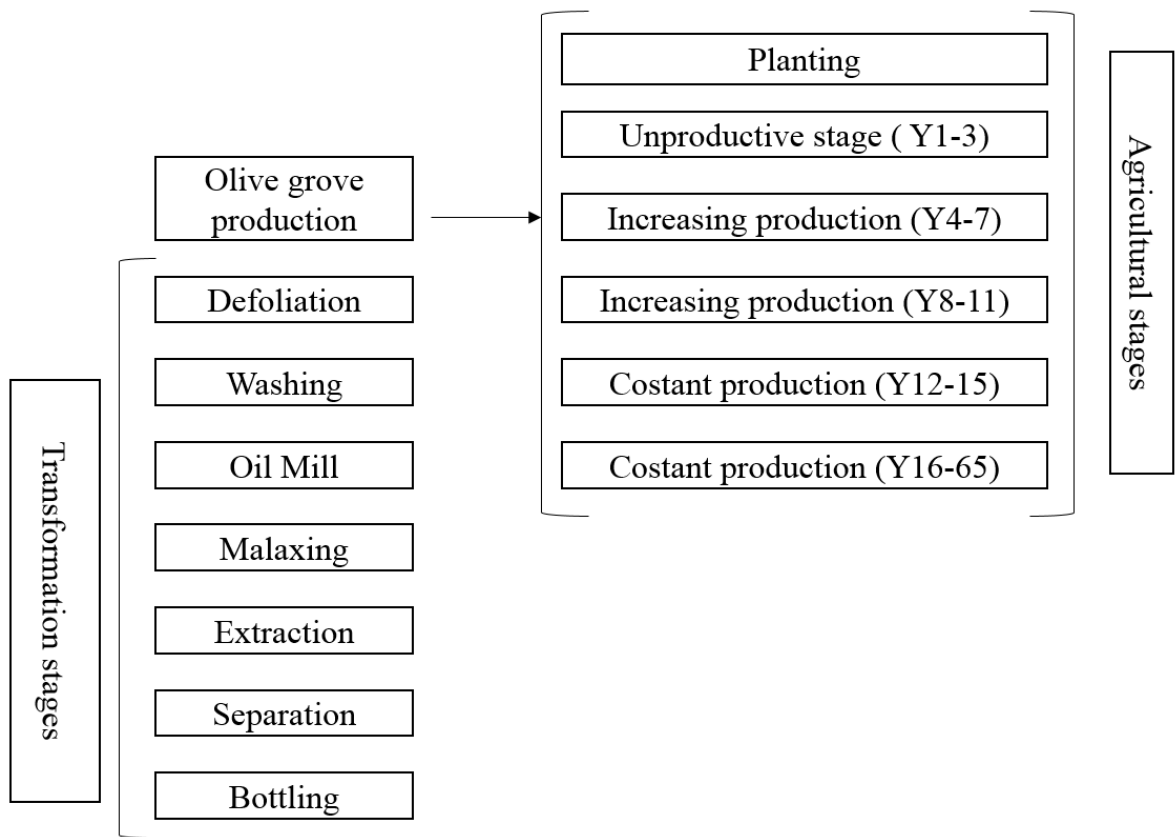 Olive grove
production
Defoliation
Washing
Oil Mill
Malaxing
Extraction
Separation
Bottling
Transformation stages
Planting
Unproductive stage ( Y1-3)
Increasing production (Y4-7)
Increasing production (Y8-11)
Costant production (Y12-15)
Costant production (Y16-65)
Agricultural stages